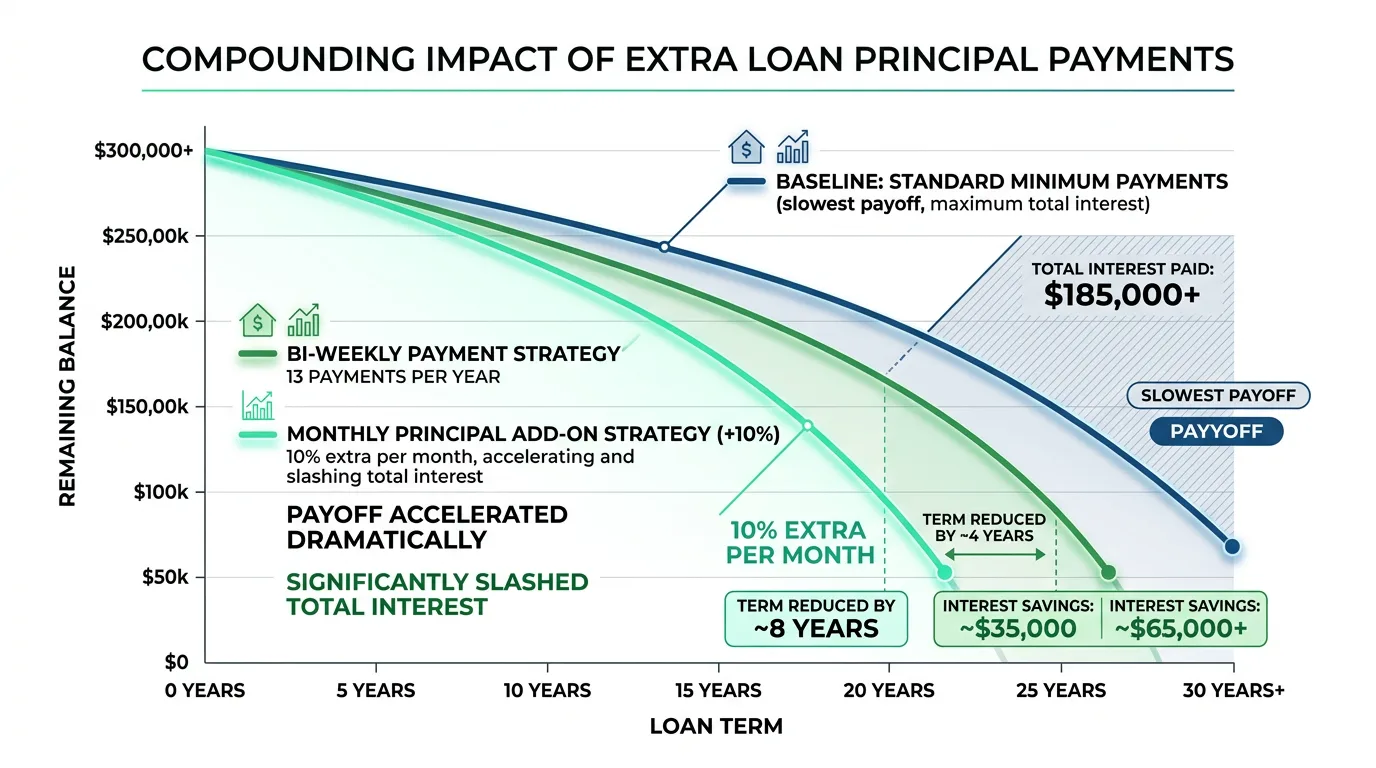 COMPOUNDING IMPACT OF EXTRA LOAN PRINCIPAL PAYMENTS
REMAINING BALANCE
$300,000+
$250,00k
$200,00k
$150,00k
$100k
$50k
$0
$
BASELINE: STANDARD MINIMUM PAYMENTS
(slowest payoff, maximum total interest)
TOTAL INTEREST PAID:
$185,000+
$
BI-WEEKLY PAYMENT STRATEGY
13 PAYMENTS PER YEAR
MONTHLY PRINCIPAL ADD-ON STRATEGY (+10%)
10% extra per month, accelerating and
slashing total interest
PAYOFF ACCELERATED
DRAMATICALLY
SIGNIFICANTLY SLASHED
TOTAL INTEREST
SLOWEST PAYOFF
PAYYOFF
10% EXTRA
PER MONTH
TERM REDUCED
BY ~4 YEARS
TERM REDUCED BY
~8 YEARS
INTEREST SAVINGS:
~$35,000
INTEREST SAVINGS:
~$65,000+
0 YEARS
5 YEARS
10 YEARS
15 YEARS
20 YEARS
25 YEARS
30 YEARS+
LOAN TERM